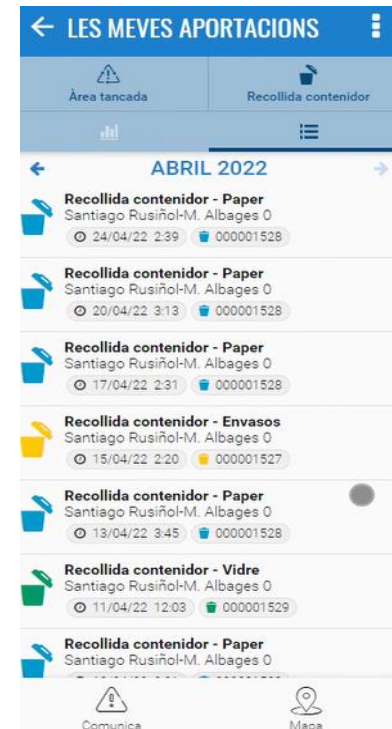 LES MEVES APORTACIONS
Àrea tancada
Recollida contenidor
ABRIL 2022
Recollida contenidor - Paper
Santiago Rusiñol-M. Albages 0
24/04/22 2:39 000001528
Recollida contenidor - Paper
Santiago Rusiñol-M. Albages 0
20/04/22 3:13 000001528
Recollida contenidor - Paper
Santiago Rusiñol-M. Albages 0
17/04/22 2:31 000001528
Recollida contenidor - Envasos
Santiago Rusiñol-M. Albages 0
15/04/22 2:20 000001527
Recollida contenidor - Paper
Santiago Rusiñol-M. Albages 0
13/04/22 3:45 000001528
Recollida contenidor - Vidre
Santiago Rusiñol-M. Albages 0
11/04/22 12:03 000001529
Recollida contenidor - Paper
Santiago Rusiñol-M. Albages 0
Comunica
Mapa